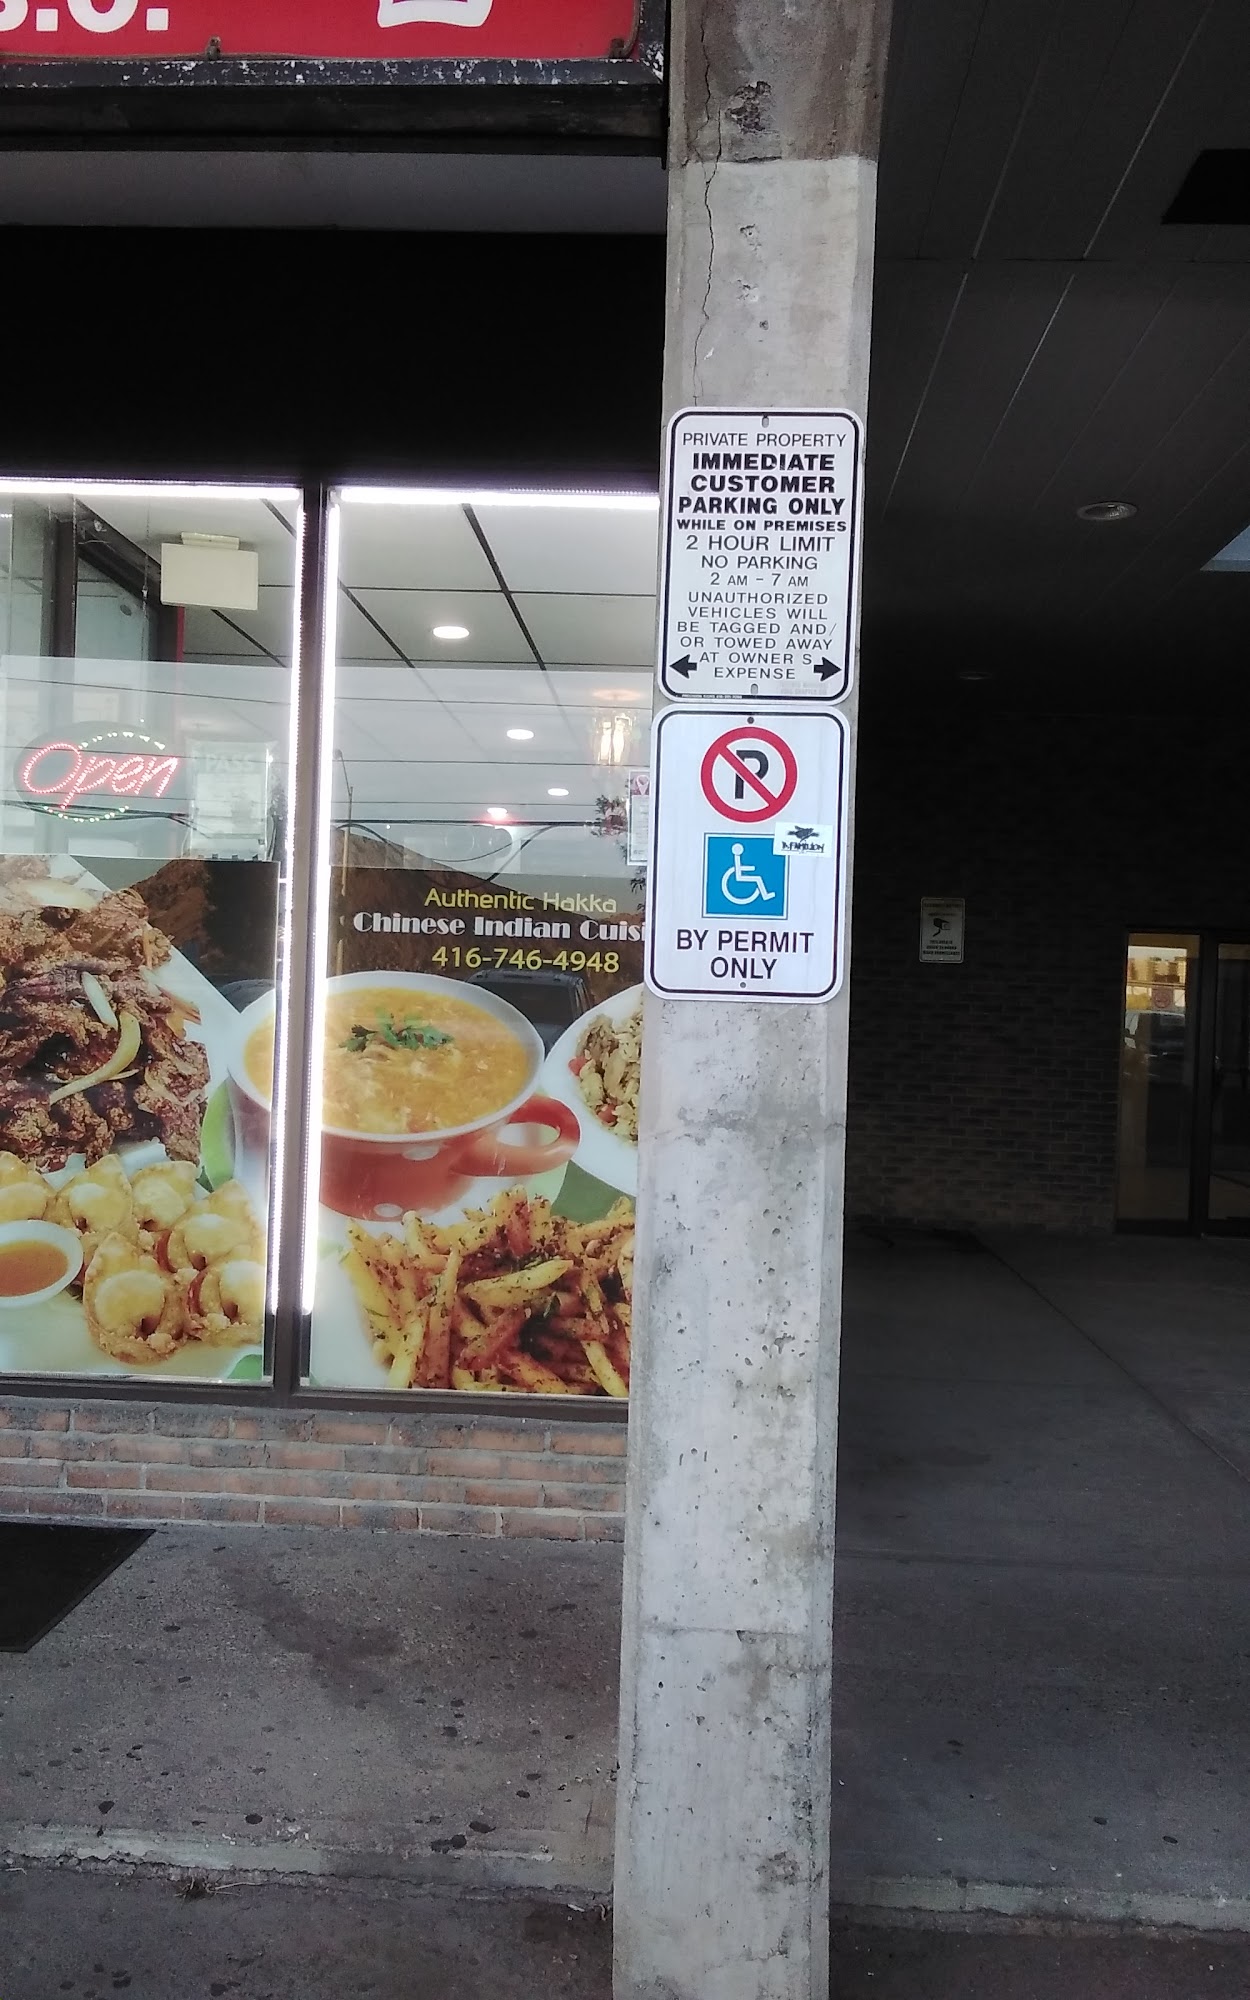 Open
PASS
Authentic Hakka
Chinese Indian
416-746-4948
PRIVATE PROPERTY
IMMEDIATE
CUSTOMER
PARKING ONLY
WHILE ON PREMISES
2 HOUR LIMIT
NO PARKING
2 AM - 7 AM
UNAUTHORIZED
VEHICLES WILL
BE TAGGED AND/
OR TOWED AWAY
AT OWNER S
EXPENSE
P
BY PERMIT
ONLY